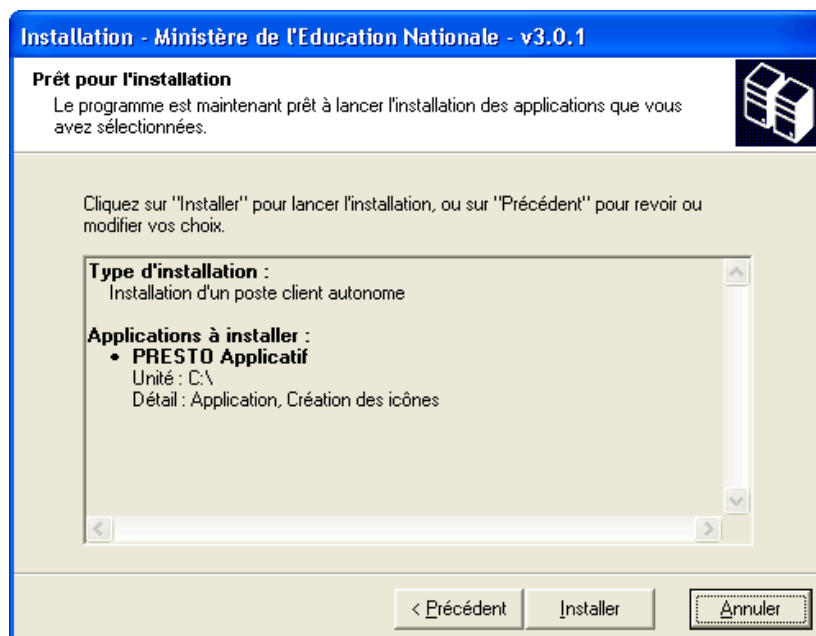 Installation - Ministère de l'Education Nationale - v3.0.1
Prêt pour l'installation
Le programme est maintenant prêt à lancer l'installation des applications que vous
avez sélectionnées.
Cliquez sur "Installer" pour lancer l'installation, ou sur "Précédent" pour revoir ou
modifier vos choix.
Type d'installation :
Installation d'un poste client autonome
Applications à installer :
• PRESTO Applicatif
Unité : C:\
Détail : Application, Création des icônes
< Précédent
Installer
Annuler